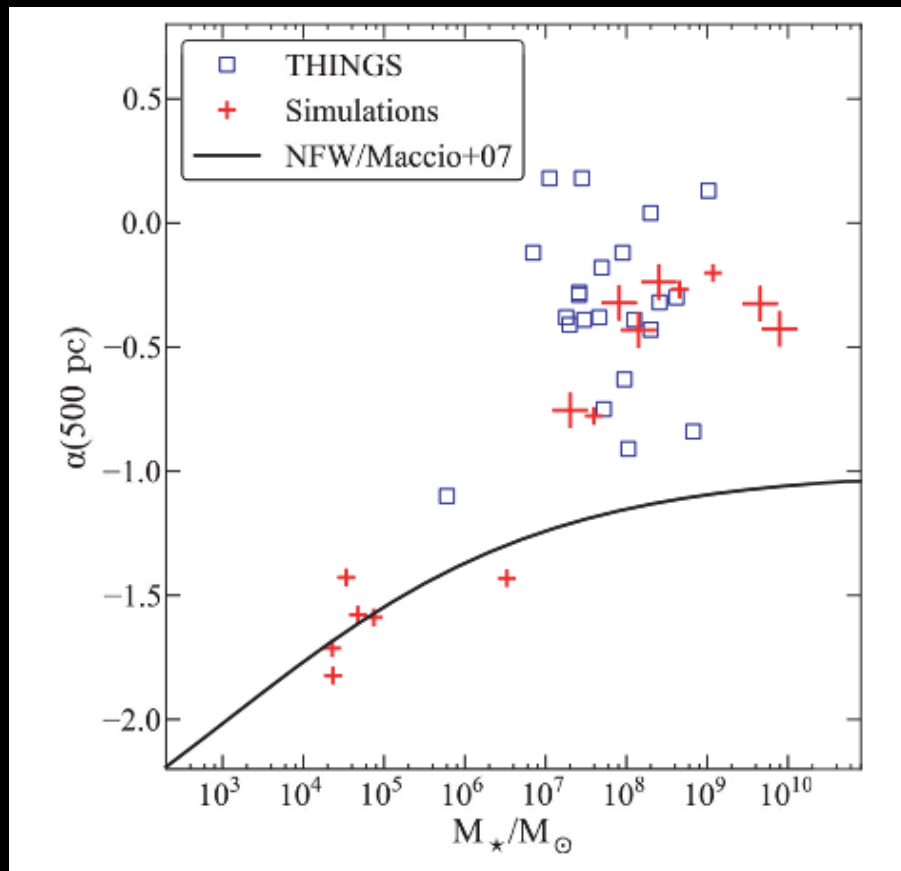 THINGS
Simulations
NFW/Maccio+07
0.5
0.0
−0.5
−1.0
−1.5
−2.0
α(500 pc)
10³ 10⁴ 10⁵ 10⁶ 10⁷ 10⁸ 10⁹ 10¹⁰
M⋆/M☉